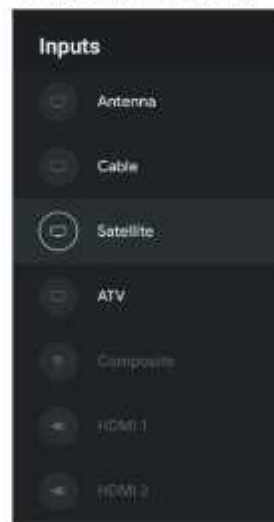 Inputs
Antenna
Cable
Satellite
ATV
Composite
HDMI 1
HDMI 2